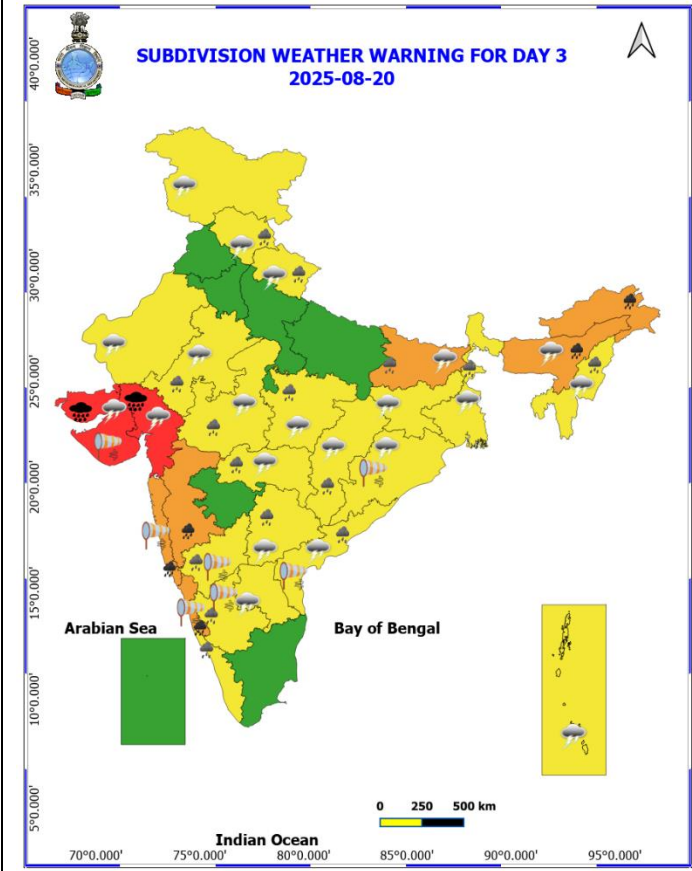 SUBDIVISION WEATHER WARNING FOR DAY 3
2025-08-20
40°0.000'
35°0.000'
30°0.000'
25°0.000'
20°0.000'
15°0.000'
10°0.000'
5°0.000'
Arabian Sea
Bay of Bengal
0 250 500 km
Indian Ocean
70°0.000' 75°0.000' 80°0.000' 85°0.000' 90°0.000' 95°0.000'